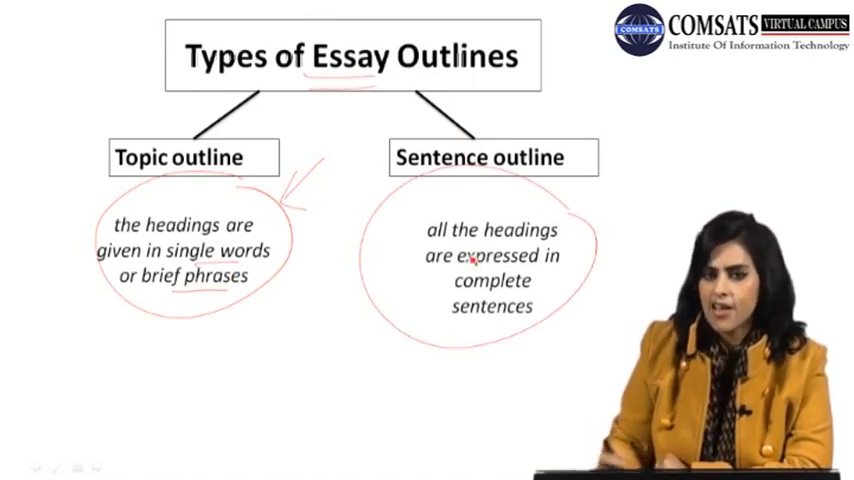 COMSATS
COMSATS VIRTUAL CAMPUS
Institute Of Information Technology
Types of Essay Outlines
Topic outline
Sentence outline
the headings are
given in single words
or brief phrases
all the headings
are expressed in
complete
sentences